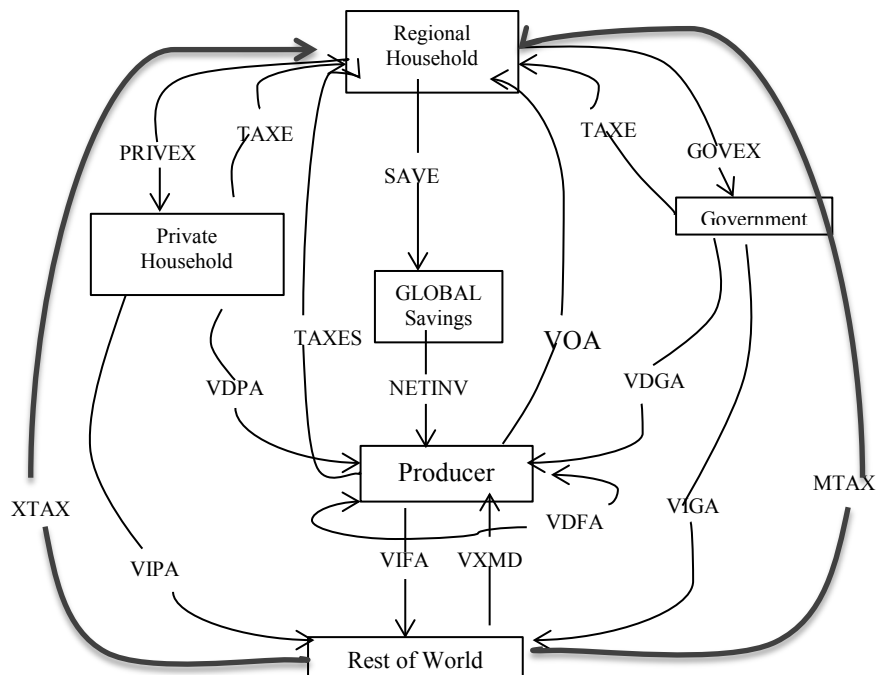 Regional
Household
TAXE
TAXE
PRIVEX
GOVEX
SAVE
Government
Private
Household
GLOBAL
Savings
TAXES
VOA
VDPA
NETINV
VDGA
Producer
MTAX
XTAX
VIGA
VDFA
VIPA
VIFA
VXMD
Rest of World